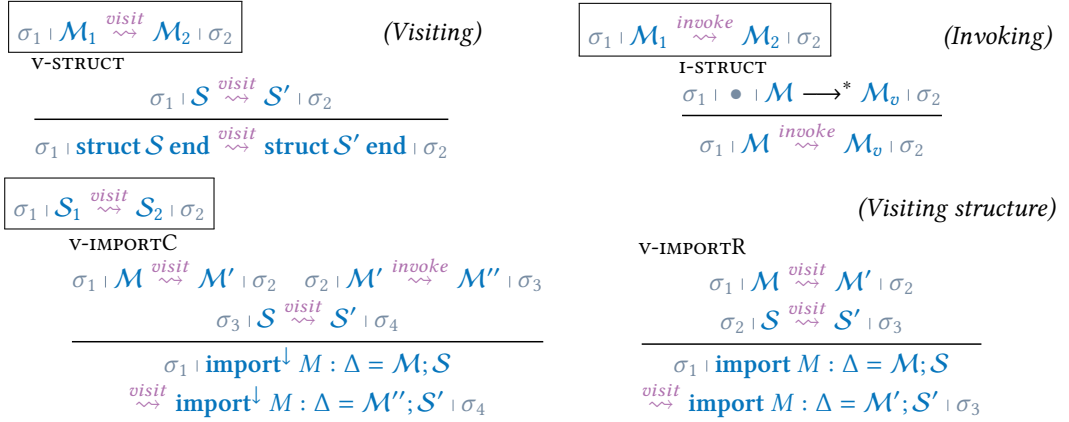 σ₁ ı ℳ₁ visit ⇝ ℳ₂ ı σ₂ (Visiting)
V-STRUCT
σ₁ ı 𝒮 visit ⇝ 𝒮′ ı σ₂
σ₁ ı struct 𝒮 end visit ⇝ struct 𝒮′ end ı σ₂
σ₁ ı ℳ₁ invoke ⇝ ℳ₂ ı σ₂ (Invoking)
I-STRUCT
σ₁ ı • ı ℳ ⟶* ℳᵥ ı σ₂
σ₁ ı ℳ invoke ⇝ ℳᵥ ı σ₂
σ₁ ı 𝒮₁ visit ⇝ 𝒮₂ ı σ₂ (Visiting structure)
V-IMPORTC
σ₁ ı ℳ visit ⇝ ℳ′ ı σ₂ σ₂ ı ℳ′ invoke ⇝ ℳ′′ ı σ₃
σ₃ ı 𝒮 visit ⇝ 𝒮′ ı σ₄
σ₁ ı import↓ M : Δ = ℳ; 𝒮
visit ⇝ import↓ M : Δ = ℳ′′; 𝒮′ ı σ₄
V-IMPORTR
σ₁ ı ℳ visit ⇝ ℳ′ ı σ₂
σ₂ ı 𝒮 visit ⇝ 𝒮′ ı σ₃
σ₁ ı import M : Δ = ℳ; 𝒮
visit ⇝ import M : Δ = ℳ′; 𝒮′ ı σ₃